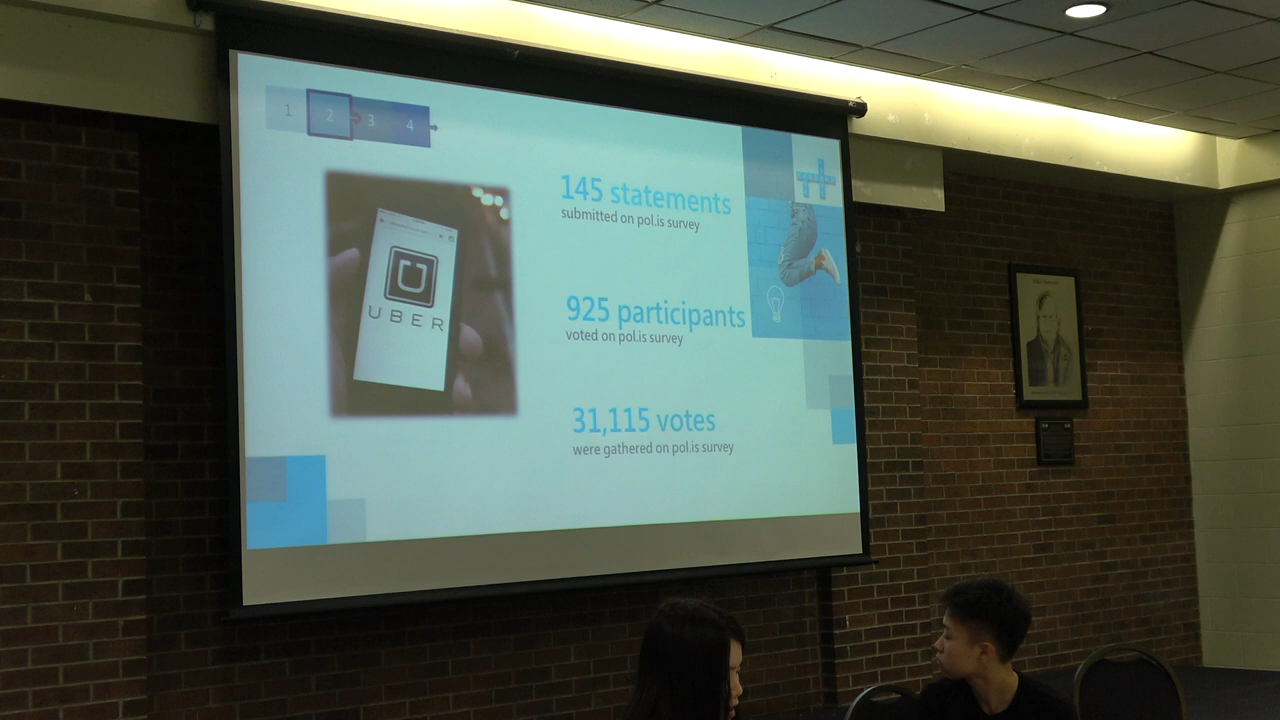 1 2 3 4
UBER
145 statements
submitted on pol.is survey
925 participants
voted on pol.is survey
31,115 votes
were gathered on pol.is survey